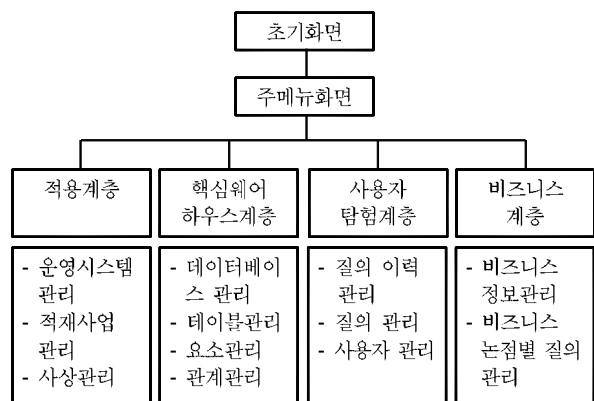 초기화면
주메뉴화면
적용계층
핵심웨어
하우스계층
사용자
탐험계층
비즈니스
계층
- 운영시스템
관리
- 적재사업
관리
- 사상관리
- 데이터베이
스 관리
- 테이블관리
- 요소관리
- 관계관리
- 질의 이력
관리
- 질의 관리
- 사용자 관리
- 비즈니스
정보관리
- 비즈니스
논점별 질의
관리